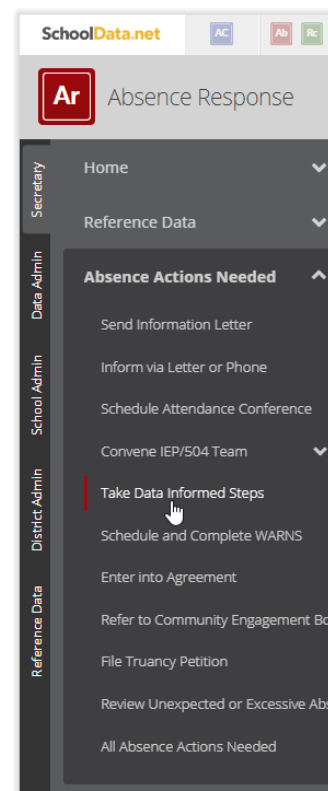 SchoolData.net
AC
Ab
Rc
Ar
Absence Response
Secretary
Data Admin
School Admin
District Admin
Reference Data
Home
Reference Data
Absence Actions Needed
Send Information Letter
Inform via Letter or Phone
Schedule Attendance Conference
Convene IEP/504 Team
Take Data Informed Steps
Schedule and Complete WARNS
Enter into Agreement
Refer to Community Engagement Bo
File Truancy Petition
Review Unexpected or Excessive Abs
All Absence Actions Needed